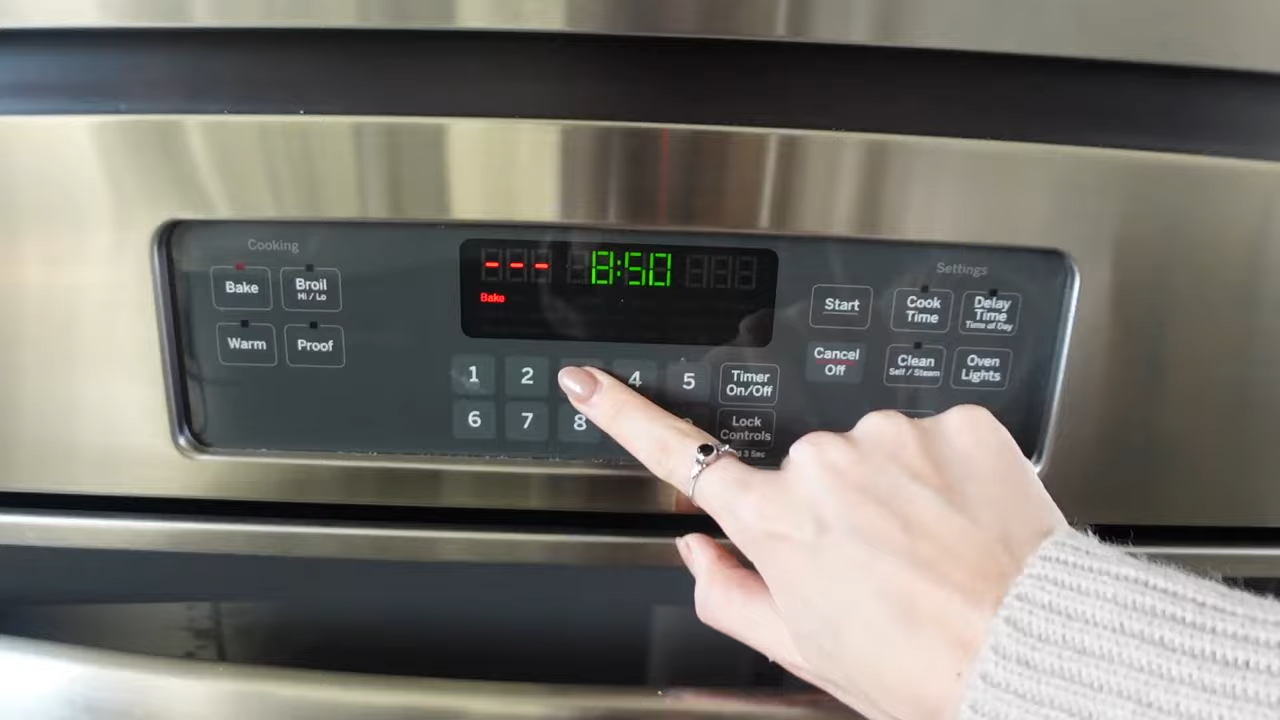 Cooking
Settings
Bake
Broil
Hi / Lo
Warm
Proof
- - - 8:50
Bake
1 2 4 5
6 7 8
Timer
On/Off
Lock
Controls
3 Sec
Start
Cancel
Off
Cook
Time
Delay
Time
Time of Day
Clean
Self / Steam
Oven
Lights